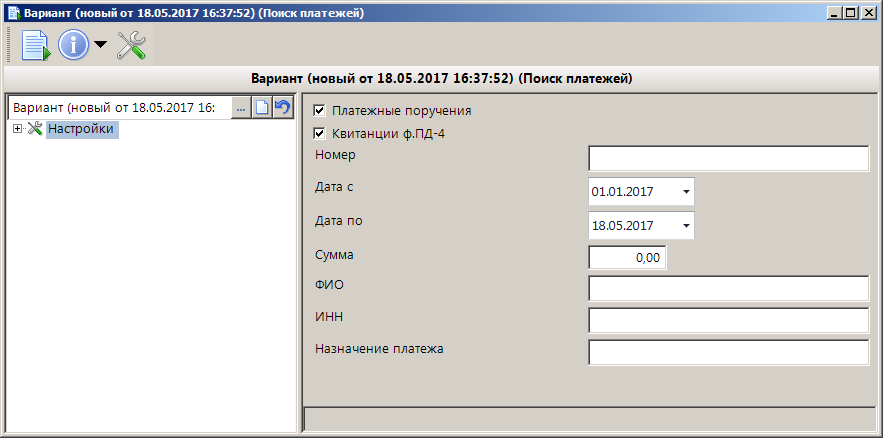 Вариант (новый от 18.05.2017 16:37:52) (Поиск платежей)
Вариант (новый от 18.05.2017 16:37:52) (Поиск платежей)
Вариант (новый от 18.05.2017 16:
...
Настройки
Платежные поручения
Квитанции ф.ПД-4
Номер
Дата с
01.01.2017
Дата по
18.05.2017
Сумма
0,00
ФИО
ИНН
Назначение платежа